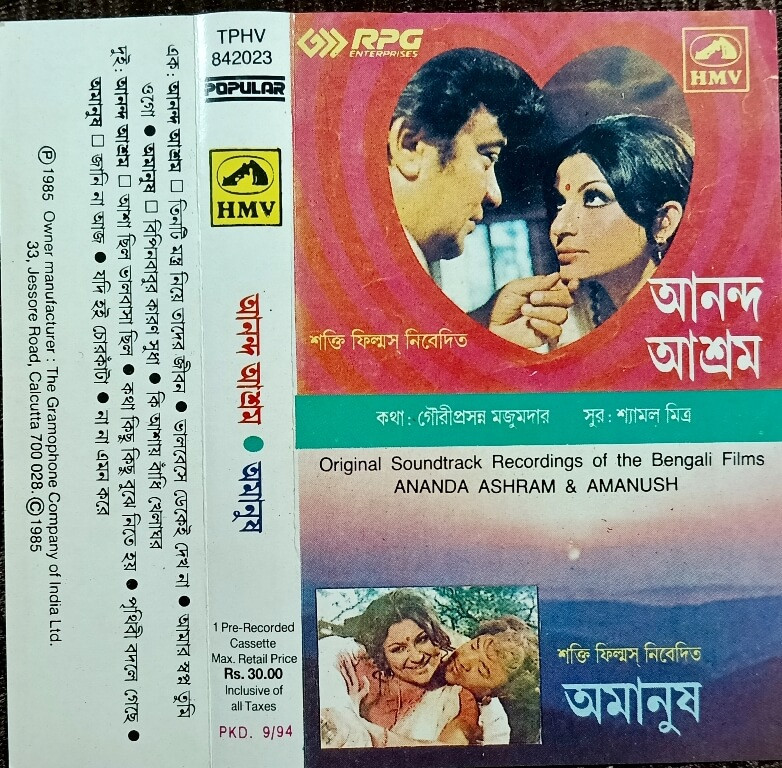 TPHV
842023
POPULAR
HMV
আনন্দ আশ্রম ● অমানুষ
1 Pre-Recorded
Cassette
Max. Retail Price
Rs. 30.00
Inclusive of
all Taxes
PKD. 9/94
এক: আনন্দ আশ্রম □ তিনটি মন্ত্র নিয়ে যাদের জীবন ● ভালবেসে ডেকেই দেখ না ● আমার স্বপ্ন তুমি
ওগো ● অমানুষ □ বিপিনবাবুর কারণ সুধা ● কি আশায় বাঁধি খেলাঘর
দুই: আনন্দ আশ্রম □ আশা ছিল ভালবাসা ছিল ● কথা কিছু কিছু বুঝে নিতে হয় ● পৃথিবী বদলে গেছে ●
অমানুষ □ জানি না আজ ● যদি হই চোরকাঁটা ● না না এমন করে
Ⓟ 1985 Owner manufacturer : The Gramophone Company of India Ltd.
33, Jessore Road, Calcutta 700 028. © 1985
RPG
ENTERPRISES
HMV
আনন্দ
আশ্রম
শক্তি ফিল্মস্ নিবেদিত
কথা: গৌরীপ্রসন্ন মজুমদার সুর: শ্যামল মিত্র
Original Soundtrack Recordings of the Bengali Films
ANANDA ASHRAM & AMANUSH
শক্তি ফিল্মস্ নিবেদিত
অমানুষ